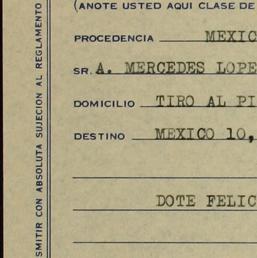 (ANOTE USTED AQUI CLASE DE
PROCEDENCIA MEXIC
SR. A. MERCEDES LOPE
DOMICILIO TIRO AL PI
DESTINO MEXICO 10,
DOTE FELIC
SMITIR CON ABSOLUTA SUJECION AL REGLAMENTO